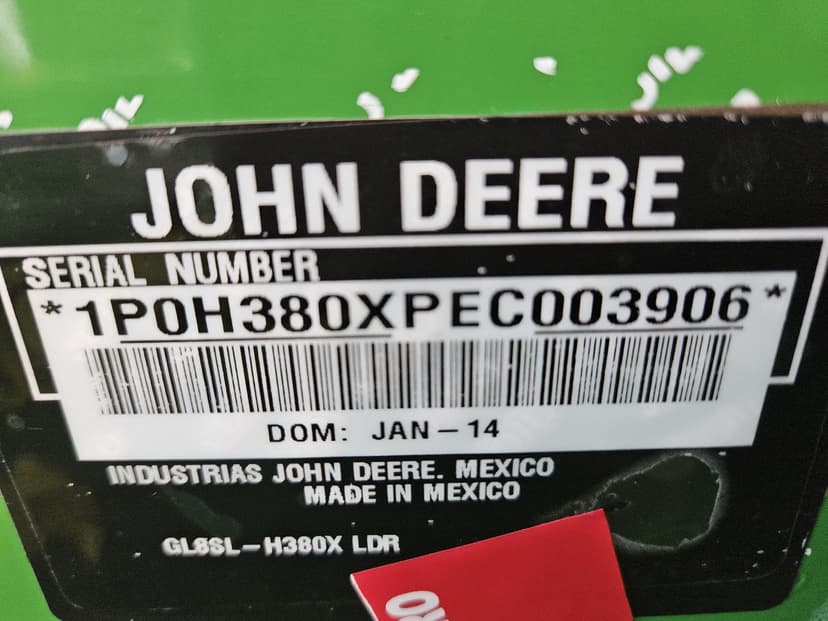 JOHN DEERE
SERIAL NUMBER
*1P0H380XPEC003906*
DOM: JAN-14
INDUSTRIAS JOHN DEERE. MEXICO
MADE IN MEXICO
GL8SL-H380X LDR